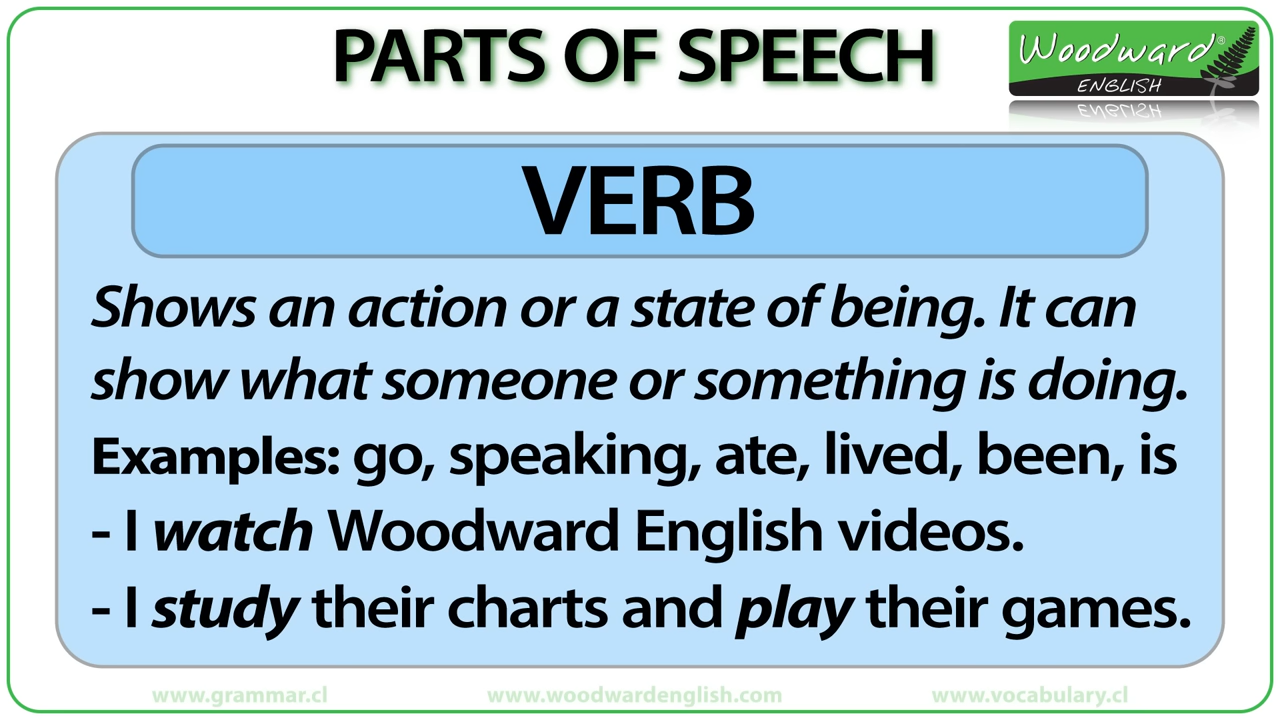 PARTS OF SPEECH
Woodward®
ENGLISH
VERB
Shows an action or a state of being. It can
show what someone or something is doing.
Examples: go, speaking, ate, lived, been, is
- I watch Woodward English videos.
- I study their charts and play their games.
www.grammar.cl
www.woodwardenglish.com
www.vocabulary.cl